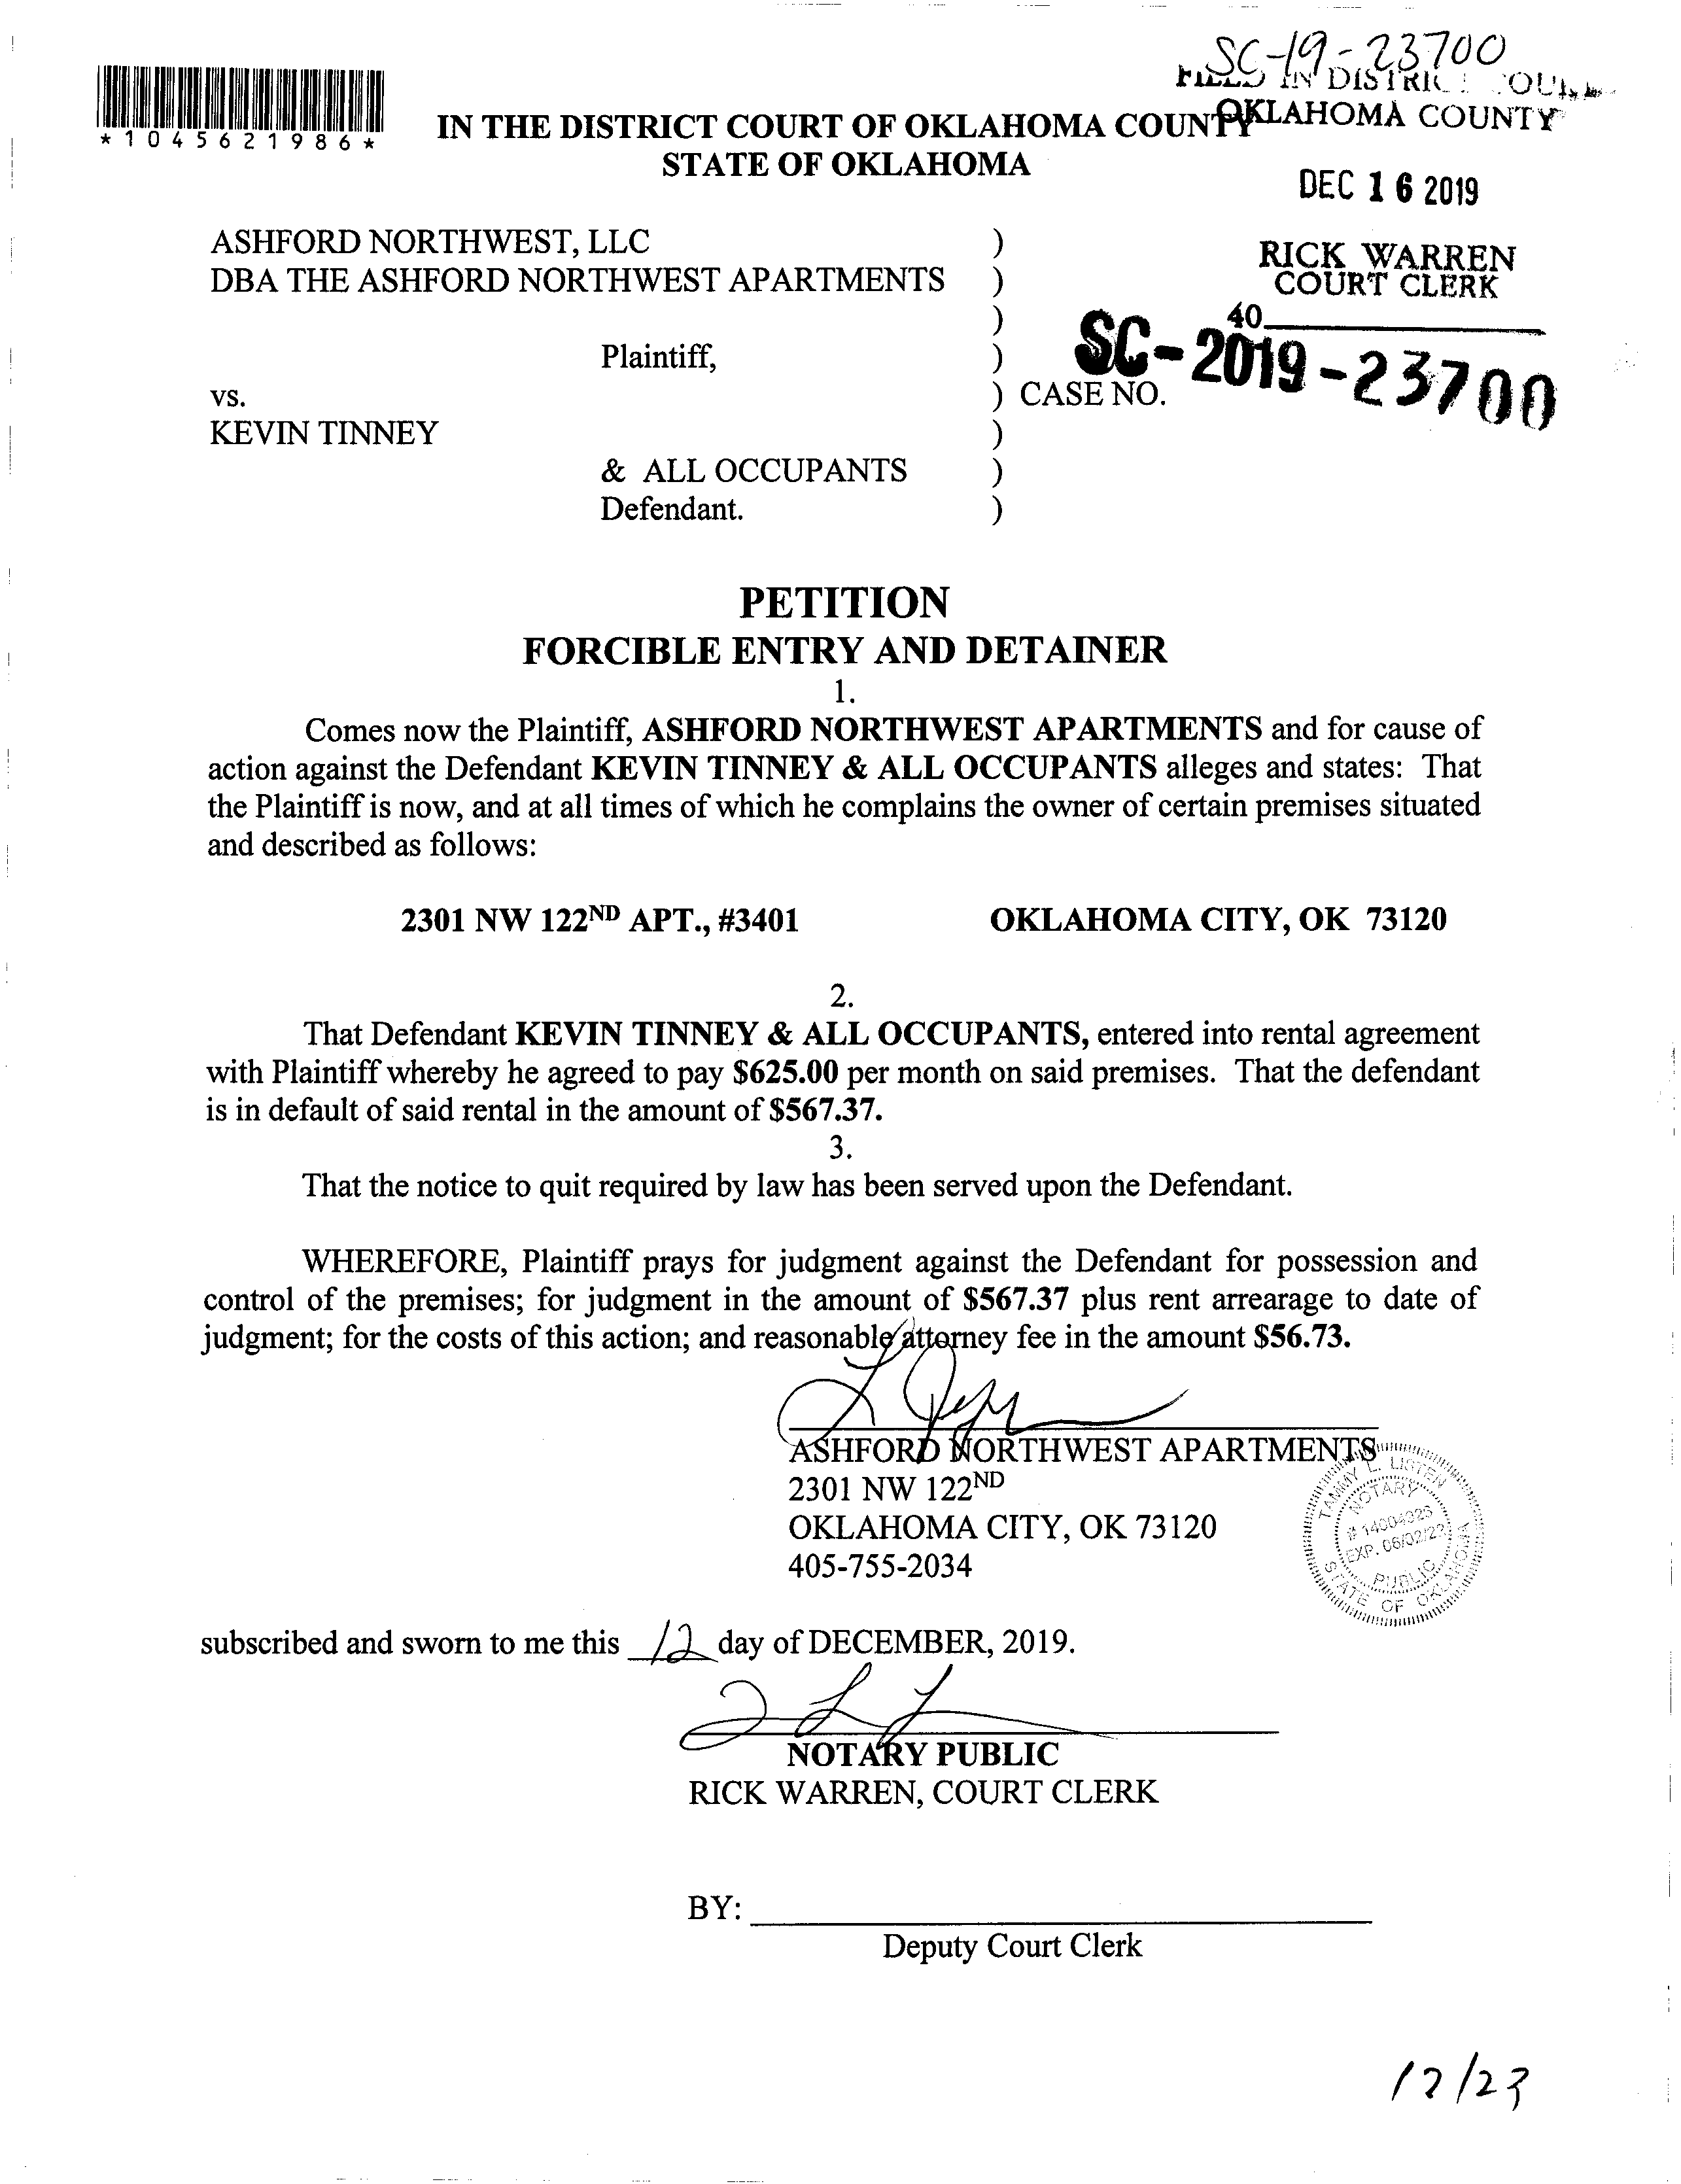 SC-19-23700
FILED IN DISTRICT COURT
OKLAHOMA COUNTY
*1045621986*
IN THE DISTRICT COURT OF OKLAHOMA COUNTY
STATE OF OKLAHOMA
DEC 16 2019
RICK WARREN
COURT CLERK
40
ASHFORD NORTHWEST, LLC )
DBA THE ASHFORD NORTHWEST APARTMENTS )
)
Plaintiff, )
SC-2019-23700
vs. ) CASE NO.
KEVIN TINNEY )
& ALL OCCUPANTS )
Defendant. )
PETITION
FORCIBLE ENTRY AND DETAINER
1.
Comes now the Plaintiff, ASHFORD NORTHWEST APARTMENTS and for cause of
action against the Defendant KEVIN TINNEY & ALL OCCUPANTS alleges and states: That
the Plaintiff is now, and at all times of which he complains the owner of certain premises situated
and described as follows:
2301 NW 122ND APT., #3401 OKLAHOMA CITY, OK 73120
2.
That Defendant KEVIN TINNEY & ALL OCCUPANTS, entered into rental agreement
with Plaintiff whereby he agreed to pay $625.00 per month on said premises. That the defendant
is in default of said rental in the amount of $567.37.
3.
That the notice to quit required by law has been served upon the Defendant.
WHEREFORE, Plaintiff prays for judgment against the Defendant for possession and
control of the premises; for judgment in the amount of $567.37 plus rent arrearage to date of
judgment; for the costs of this action; and reasonable attorney fee in the amount $56.73.
ASHFORD NORTHWEST APARTMENTS
2301 NW 122ND
OKLAHOMA CITY, OK 73120
405-755-2034
TAMMY L. LISTEN
NOTARY
# 14004325
EXP. 06/02/22
PUBLIC
STATE OF OKLAHOMA
subscribed and sworn to me this 12 day of DECEMBER, 2019.
NOTARY PUBLIC
RICK WARREN, COURT CLERK
BY:
Deputy Court Clerk
12/23